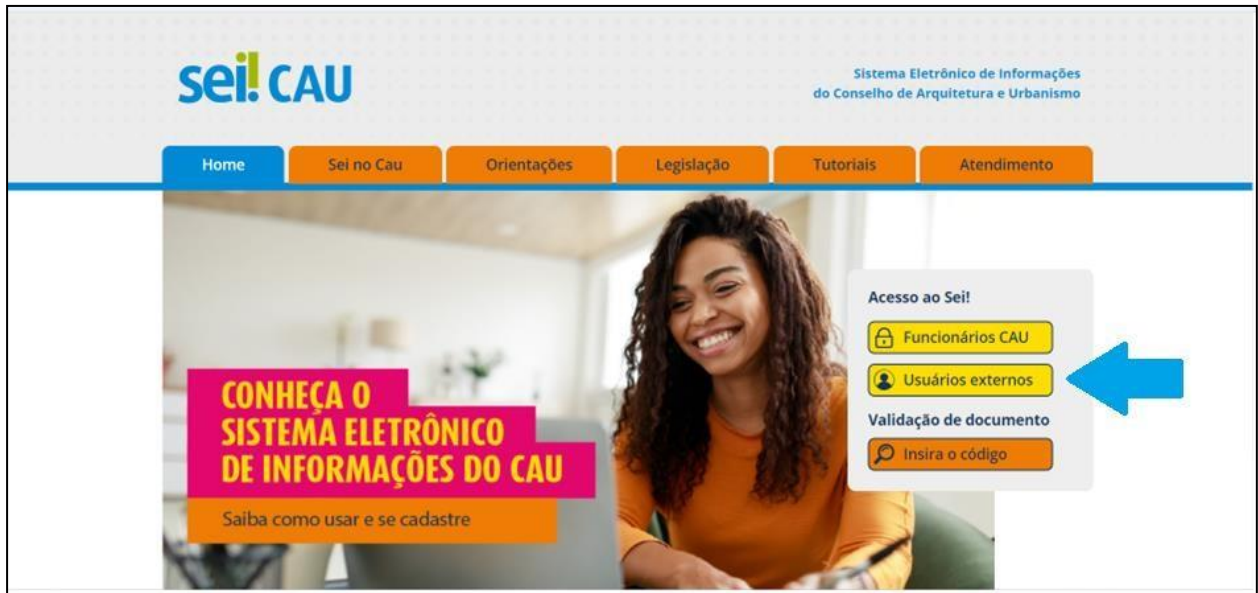 sei! CAU
Sistema Eletrônico de Informações
do Conselho de Arquitetura e Urbanismo
Home
Sei no Cau
Orientações
Legislação
Tutoriais
Atendimento
Acesso ao Sei!
Funcionários CAU
Usuários externos
Validação de documento
Insira o código
CONHEÇA O
SISTEMA ELETRÔNICO
DE INFORMAÇÕES DO CAU
Saiba como usar e se cadastre